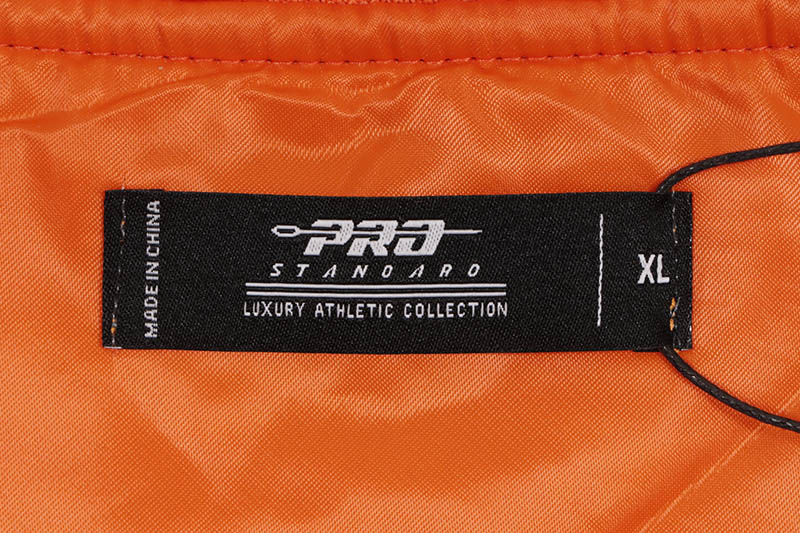 MADE IN CHINA
PRO
STANDARD
LUXURY ATHLETIC COLLECTION
XL